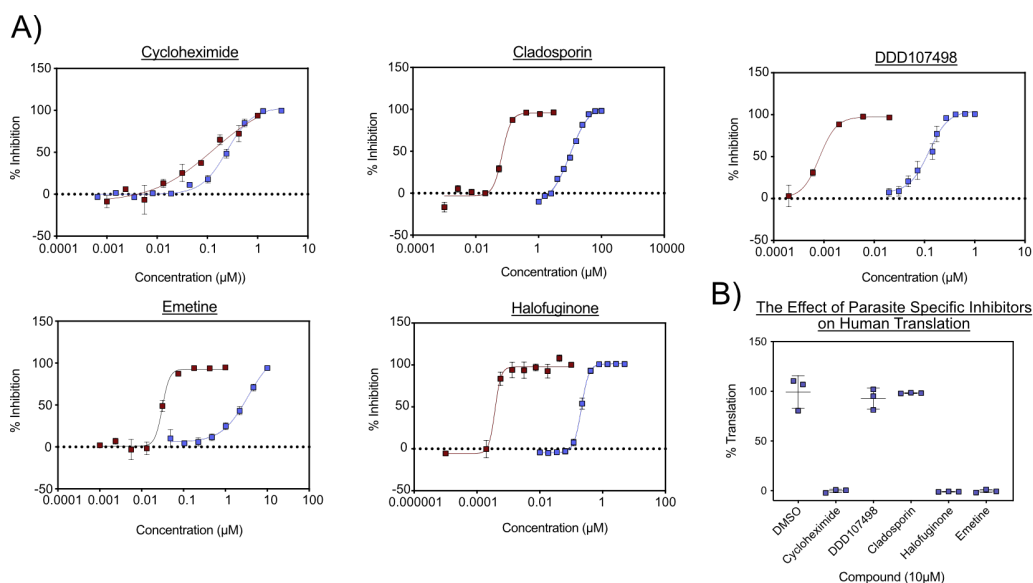 A)
Cycloheximide
150
100
50
0
-50
% Inhibition
0.0001 0.001 0.01 0.1 1 10
Concentration (µM))
Cladosporin
150
100
50
0
-50
% Inhibition
0.0001 0.01 1 100 10000
Concentration (µM)
DDD107498
150
100
50
0
-50
% Inhibition
0.0001 0.001 0.01 0.1 1 10
Concentration (µM)
Emetine
150
100
50
0
-50
% Inhibition
0.0001 0.001 0.01 0.1 1 10 100
Concentration (µM)
Halofuginone
150
100
50
0
-50
% Inhibition
0.000001 0.0001 0.01 1 100
Concentration (µM)
B)
The Effect of Parasite Specific Inhibitors
on Human Translation
150
100
50
0
% Translation
DMSO
Cycloheximide
DDD107498
Cladosporin
Halofuginone
Emetine
Compound (10µM)